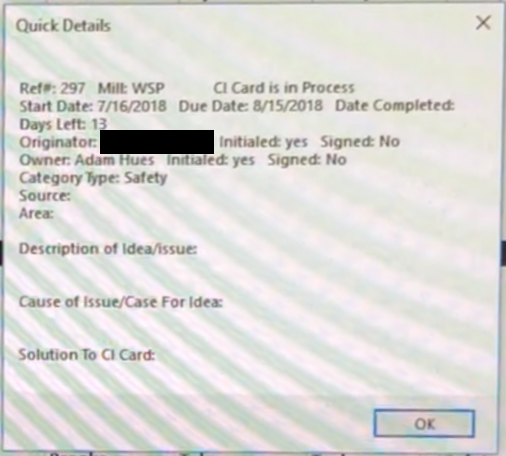 Quick Details
Ref#: 297 Mill: WSP CI Card is in Process
Start Date: 7/16/2018 Due Date: 8/15/2018 Date Completed:
Days Left: 13
Originator: Initialed: yes Signed: No
Owner: Adam Hues Initialed: yes Signed: No
Category Type: Safety
Source:
Area:
Description of Idea/issue:
Cause of Issue/Case For Idea:
Solution To CI Card:
OK